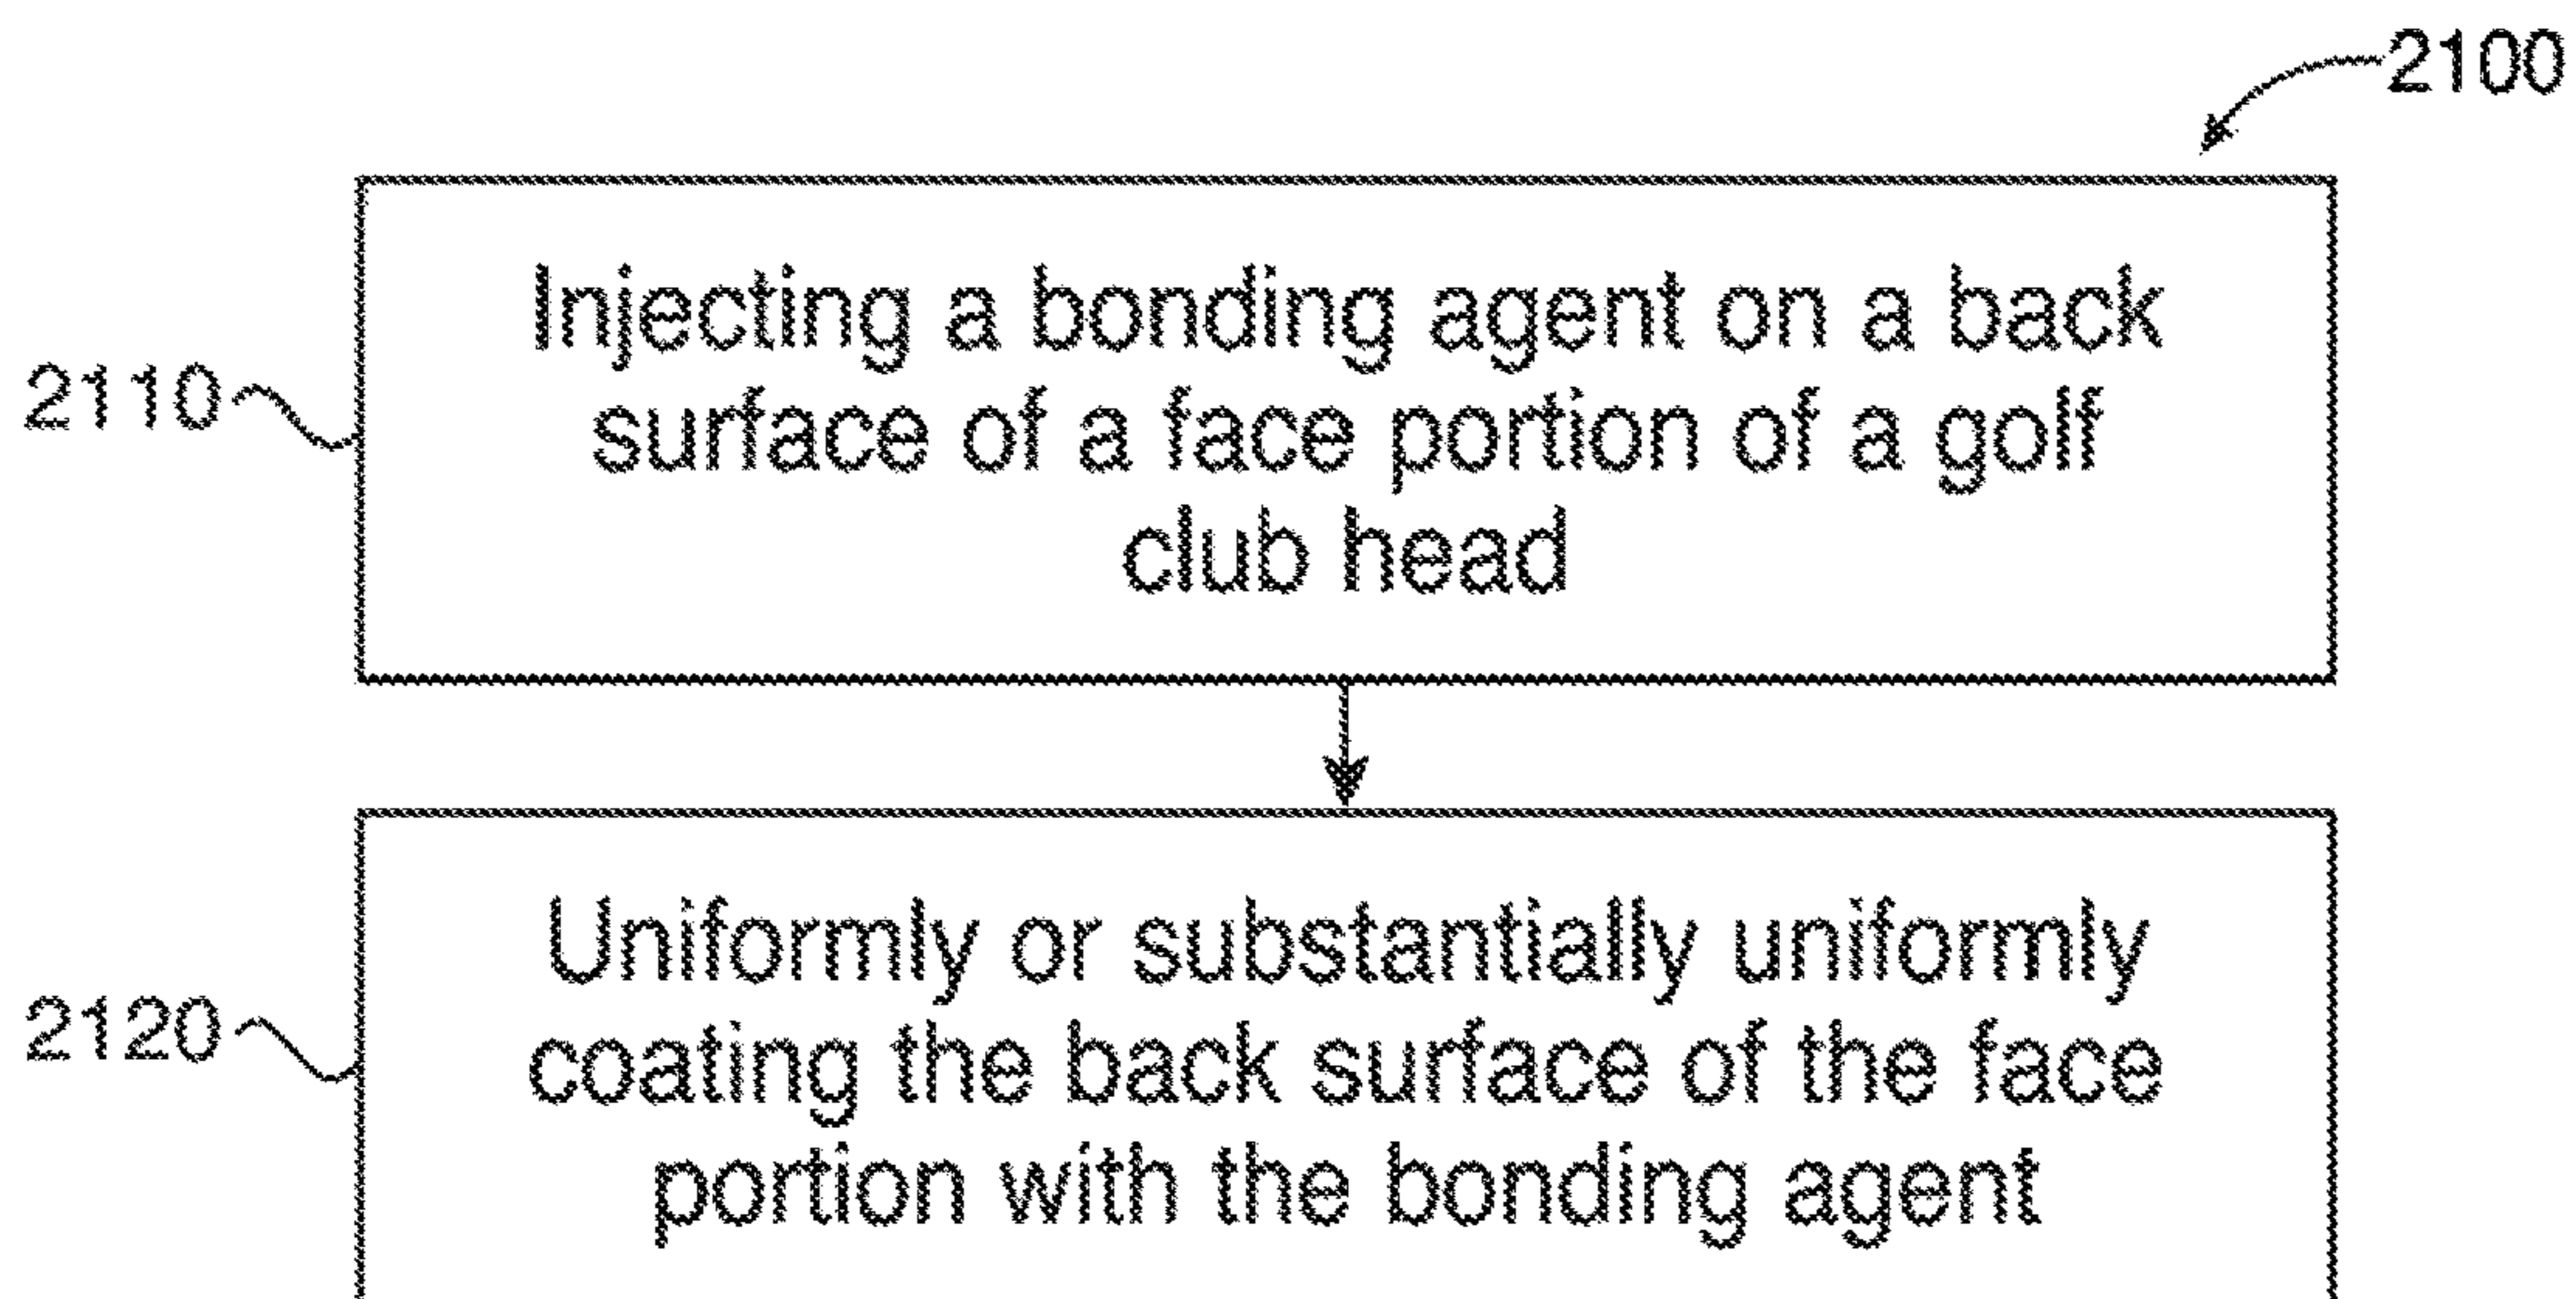 2100
Injecting a bonding agent on a back
2110
surface of a face portion of a golf
club head
Uniformly or substantially uniformly
2120
coating the back surface of the face
portion with the bonding agent